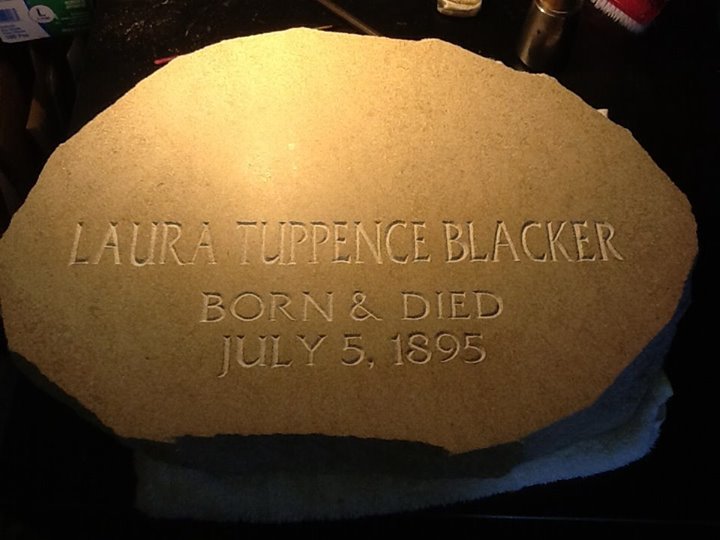 LAURA TUPPENCE BLACKER
BORN & DIED
JULY 5, 1895